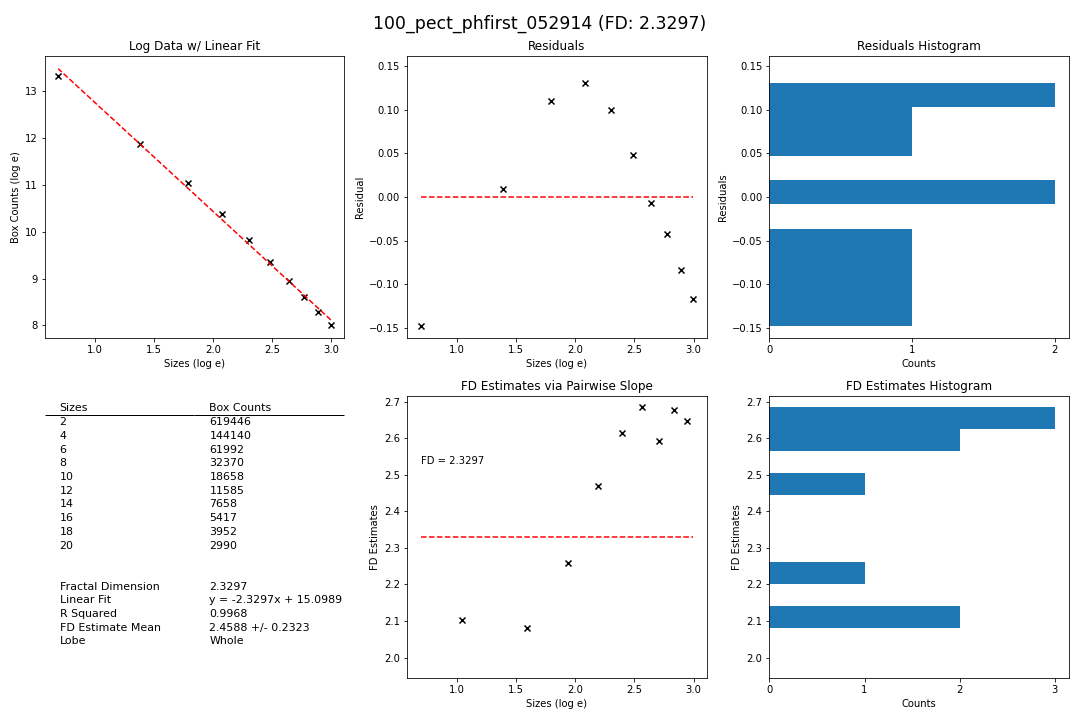 100_pect_phfirst_052914 (FD: 2.3297)
Log Data w/ Linear Fit
13
12
11
10
9
8
Box Counts (log e)
1.0 1.5 2.0 2.5 3.0
Sizes (log e)
Residuals
0.15
0.10
0.05
0.00
−0.05
−0.10
−0.15
Residual
1.0 1.5 2.0 2.5 3.0
Sizes (log e)
Residuals Histogram
0.15
0.10
0.05
0.00
−0.05
−0.10
−0.15
Residuals
0 1 2
Counts
Sizes Box Counts
2 619446
4 144140
6 61992
8 32370
10 18658
12 11585
14 7658
16 5417
18 3952
20 2990
Fractal Dimension 2.3297
Linear Fit y = -2.3297x + 15.0989
R Squared 0.9968
FD Estimate Mean 2.4588 +/- 0.2323
Lobe Whole
FD Estimates via Pairwise Slope
2.7
2.6
2.5
2.4
2.3
2.2
2.1
2.0
FD Estimates
FD = 2.3297
1.0 1.5 2.0 2.5 3.0
Sizes (log e)
FD Estimates Histogram
2.7
2.6
2.5
2.4
2.3
2.2
2.1
2.0
FD Estimates
0 1 2 3
Counts